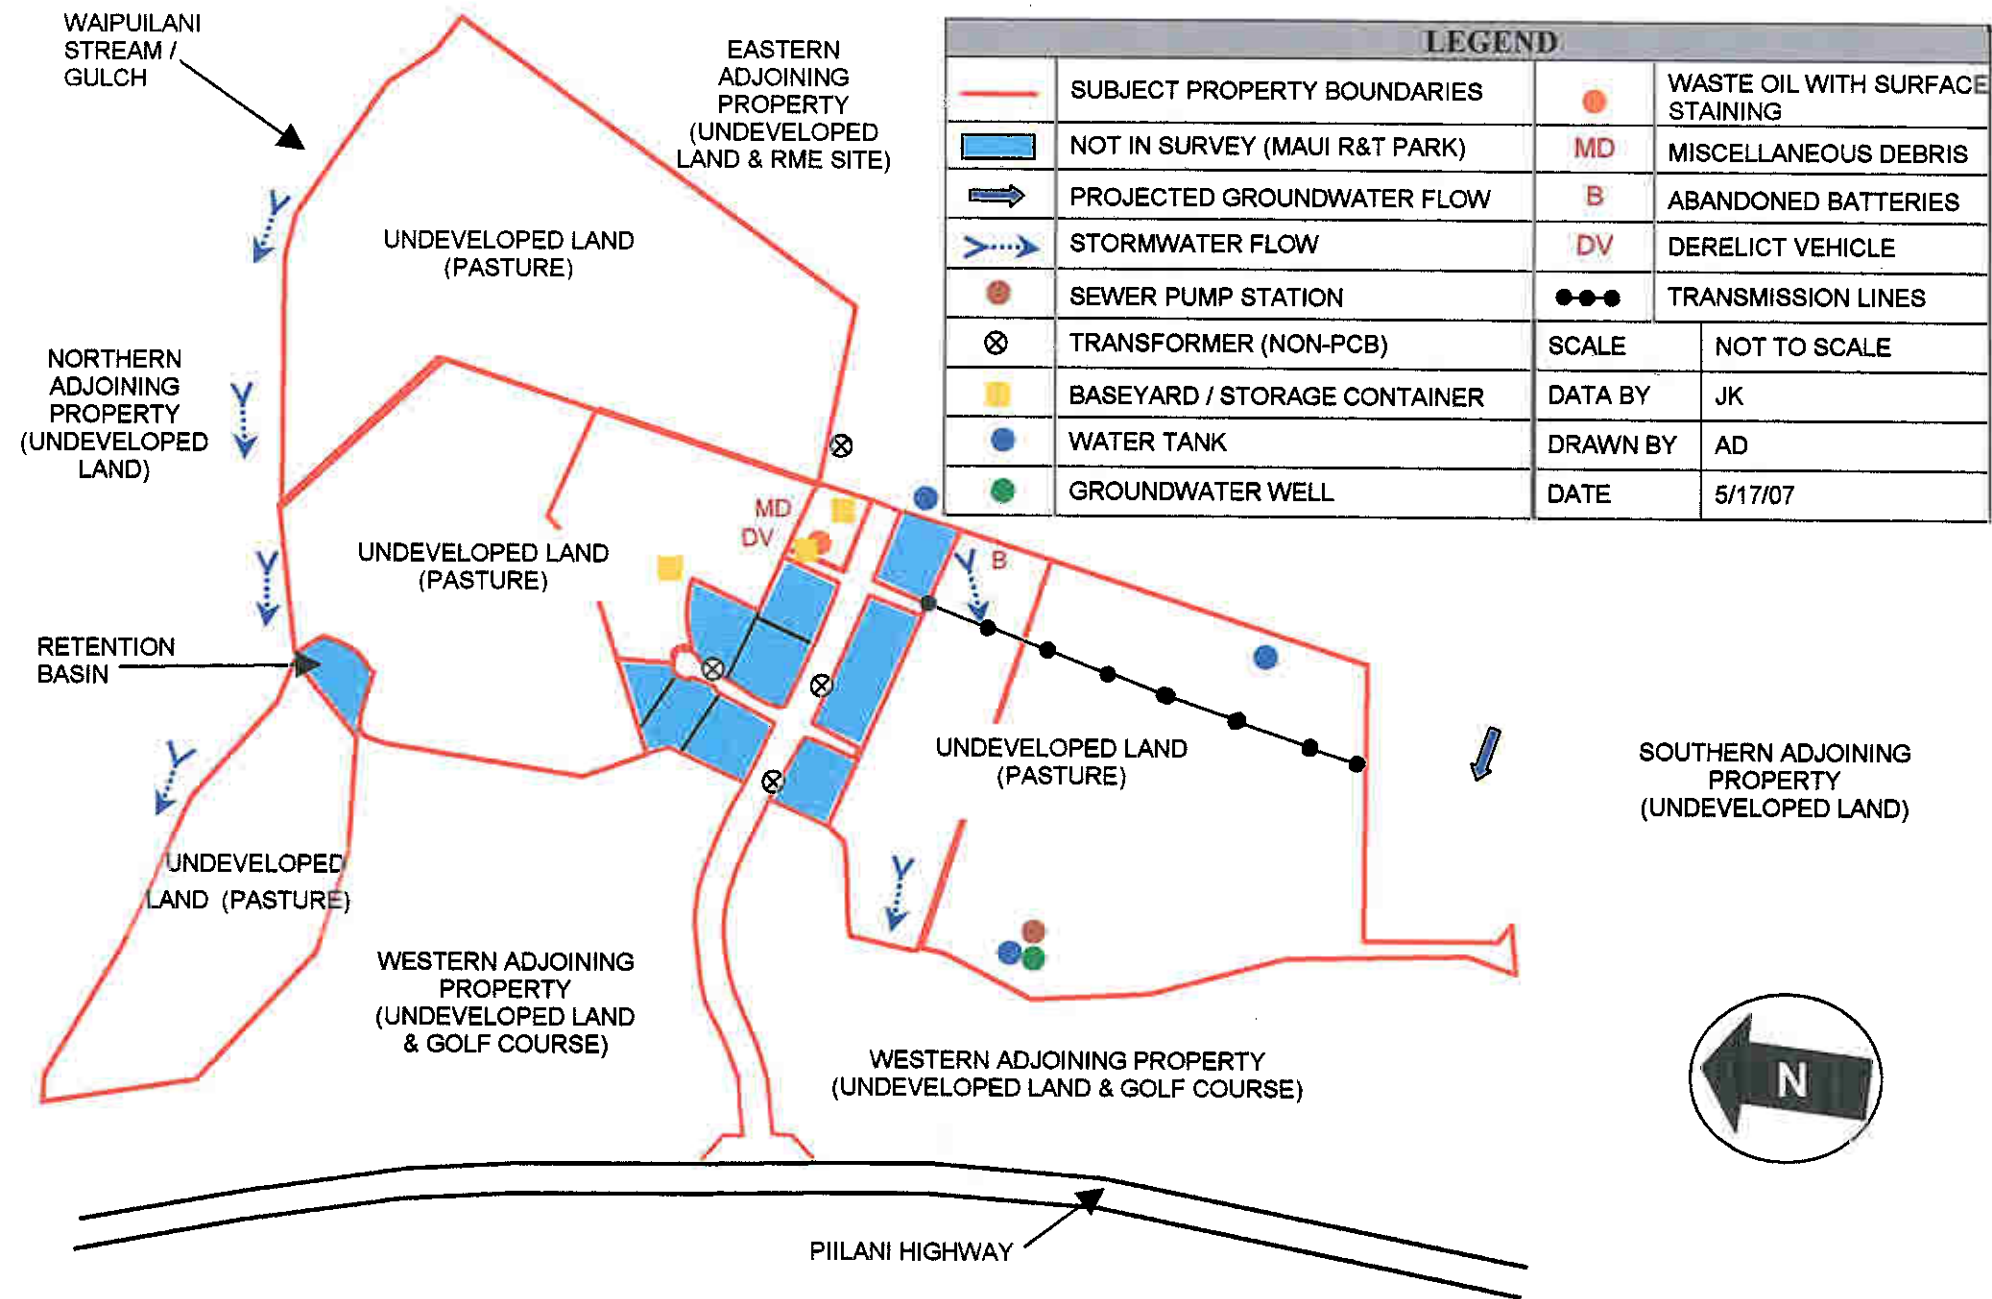 WAIPUILANI
STREAM /
GULCH
EASTERN
ADJOINING
PROPERTY
(UNDEVELOPED
LAND & RME SITE)
LEGEND
SUBJECT PROPERTY BOUNDARIES
WASTE OIL WITH SURFACE
STAINING
NOT IN SURVEY (MAUI R&T PARK)
MD
MISCELLANEOUS DEBRIS
PROJECTED GROUNDWATER FLOW
B
ABANDONED BATTERIES
STORMWATER FLOW
DV
DERELICT VEHICLE
SEWER PUMP STATION
TRANSMISSION LINES
TRANSFORMER (NON-PCB)
SCALE
NOT TO SCALE
BASEYARD / STORAGE CONTAINER
DATA BY
JK
WATER TANK
DRAWN BY
AD
GROUNDWATER WELL
DATE
5/17/07
UNDEVELOPED LAND
(PASTURE)
NORTHERN
ADJOINING
PROPERTY
(UNDEVELOPED
LAND)
MD
DV
B
UNDEVELOPED LAND
(PASTURE)
RETENTION
BASIN
UNDEVELOPED LAND
(PASTURE)
SOUTHERN ADJOINING
PROPERTY
(UNDEVELOPED LAND)
UNDEVELOPED
LAND (PASTURE)
WESTERN ADJOINING
PROPERTY
(UNDEVELOPED LAND
& GOLF COURSE)
WESTERN ADJOINING PROPERTY
(UNDEVELOPED LAND & GOLF COURSE)
N
PIILANI HIGHWAY